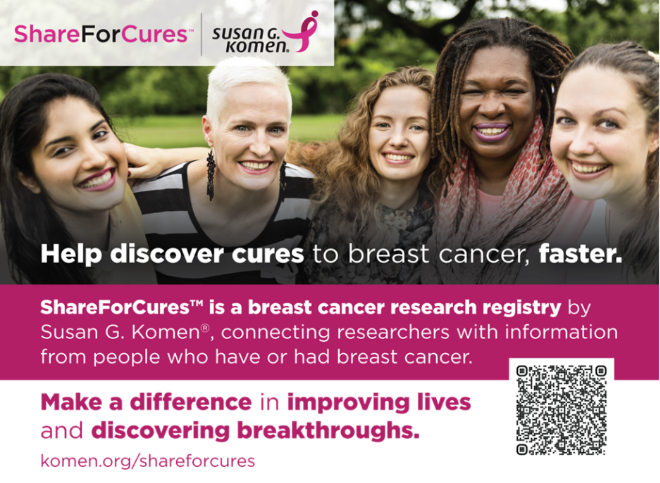 ShareForCures™ susan g. komen®
Help discover cures to breast cancer, faster.
ShareForCures™ is a breast cancer research registry by
Susan G. Komen®, connecting researchers with information
from people who have or had breast cancer.
Make a difference in improving lives
and discovering breakthroughs.
komen.org/shareforcures